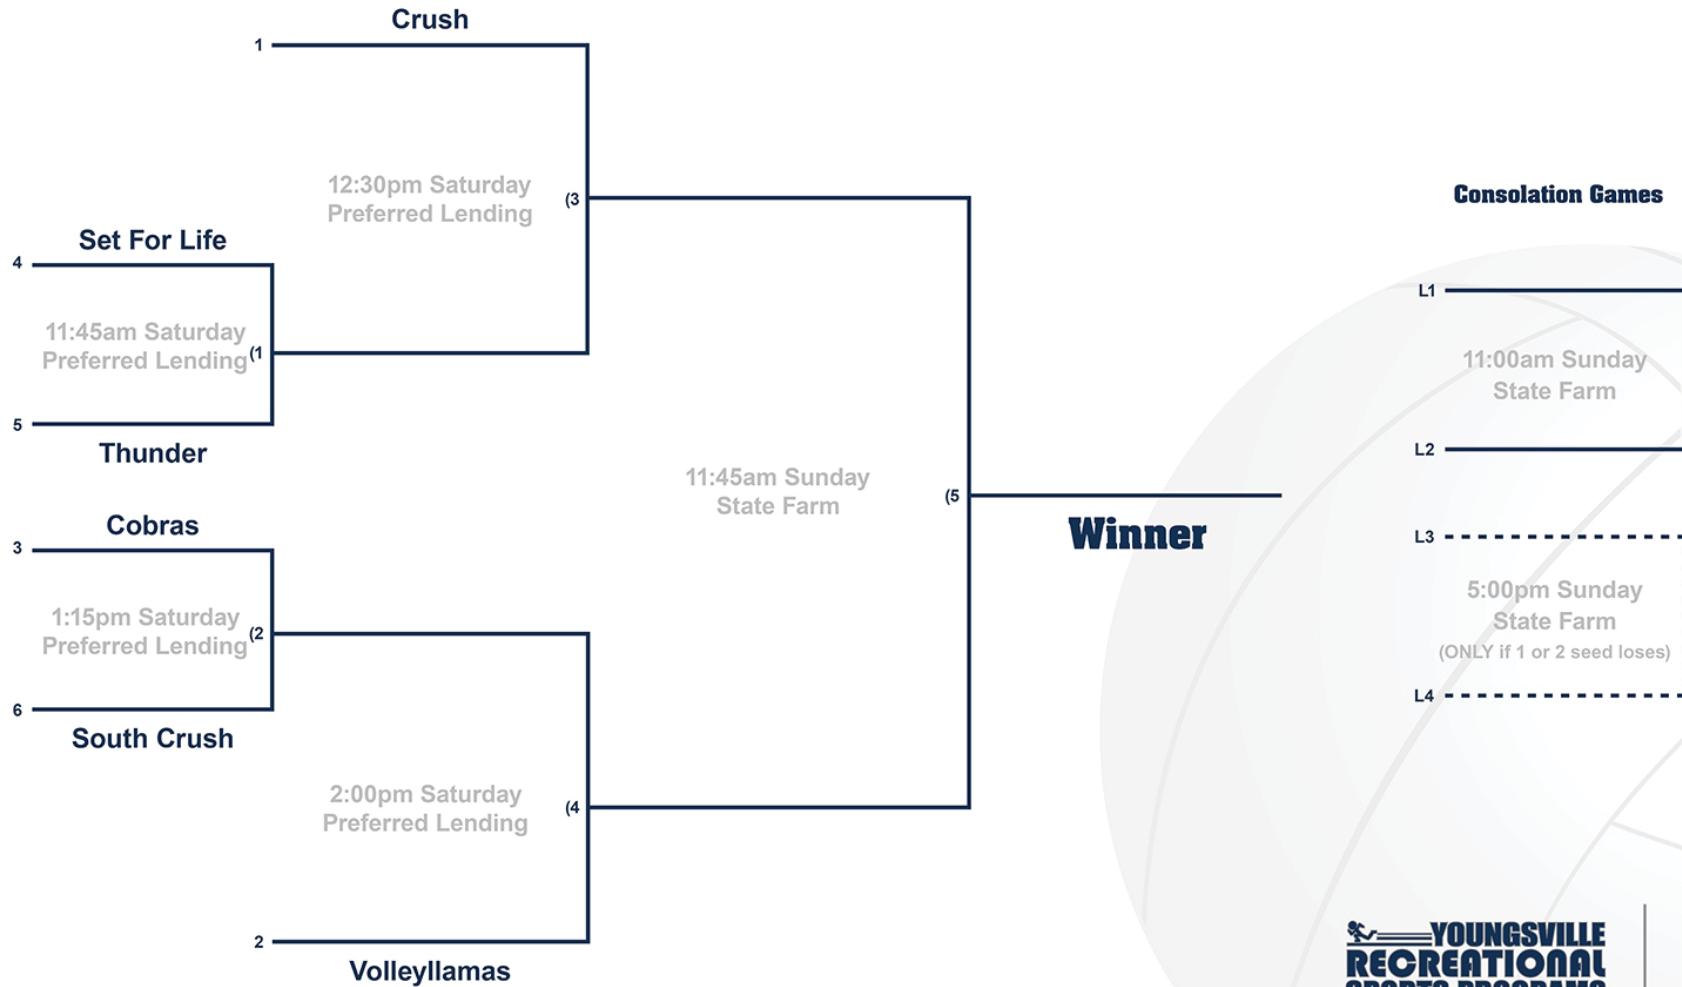 Crush
1
12:30pm Saturday
Preferred Lending
(3
Set For Life
4
11:45am Saturday
Preferred Lending
(1
5
Thunder
Cobras
3
1:15pm Saturday
Preferred Lending
(2
6
South Crush
2:00pm Saturday
Preferred Lending
(4
2
Volleyllamas
11:45am Sunday
State Farm
(5
Winner
Consolation Games
L1
11:00am Sunday
State Farm
L2
L3
5:00pm Sunday
State Farm
(ONLY if 1 or 2 seed loses)
L4
YOUNGSVILLE
RECREATIONAL
SPORTS PROGRAMS